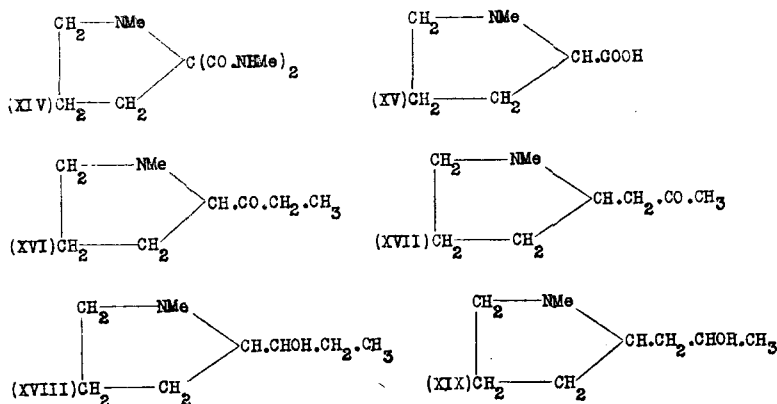 CH2 NMe CH2 NMe
C(CO.NHMe)2 CH.COOH
(XIV)CH2 CH2 (XV)CH2 CH2
CH2 NMe CH2 NMe
CH.CO.CH2.CH3 CH.CH2.CO.CH3
(XVI)CH2 CH2 (XVII)CH2 CH2
CH2 NMe CH2 NMe
CH.CHOH.CH2.CH3 CH.CH2.CHOH.CH3
(XVIII)CH2 CH2 (XIX)CH2 CH2